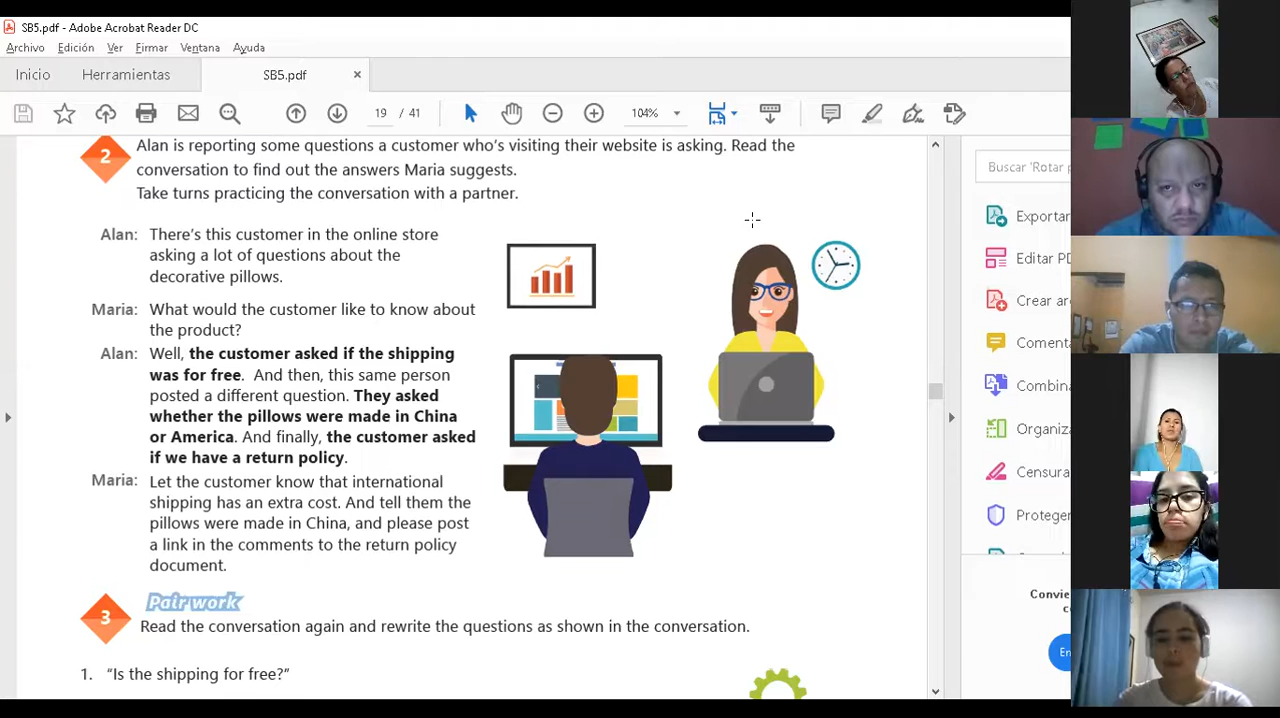 SB5.pdf - Adobe Acrobat Reader DC
Archivo Edición Ver Firmar Ventana Ayuda
Inicio Herramientas SB5.pdf ×
19 / 41 104%
2
Alan is reporting some questions a customer who's visiting their website is asking. Read the
conversation to find out the answers Maria suggests.
Take turns practicing the conversation with a partner.
Alan: There's this customer in the online store
asking a lot of questions about the
decorative pillows.
Maria: What would the customer like to know about
the product?
Alan: Well, the customer asked if the shipping
was for free. And then, this same person
posted a different question. They asked
whether the pillows were made in China
or America. And finally, the customer asked
if we have a return policy.
Maria: Let the customer know that international
shipping has an extra cost. And tell them the
pillows were made in China, and please post
a link in the comments to the return policy
document.
3
Pair work
Read the conversation again and rewrite the questions as shown in the conversation.
1. "Is the shipping for free?"
Buscar 'Rotar
Exportar
Editar PD
Crear ar
Coment
Combina
Organiza
Censura
Proteger
Convie